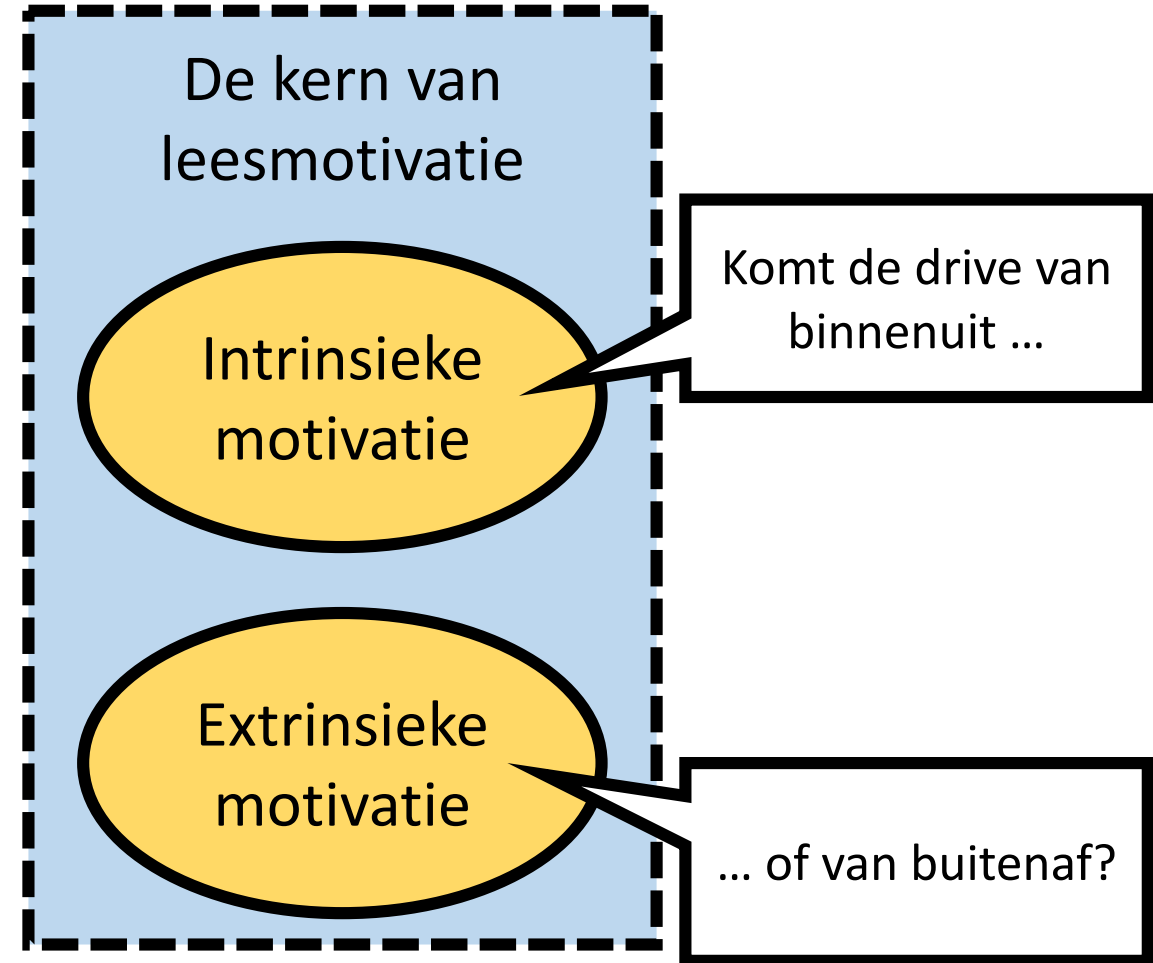 De kern van
leesmotivatie
Intrinsieke
motivatie
Komt de drive van
binnenuit …
Extrinsieke
motivatie
… of van buitenaf?